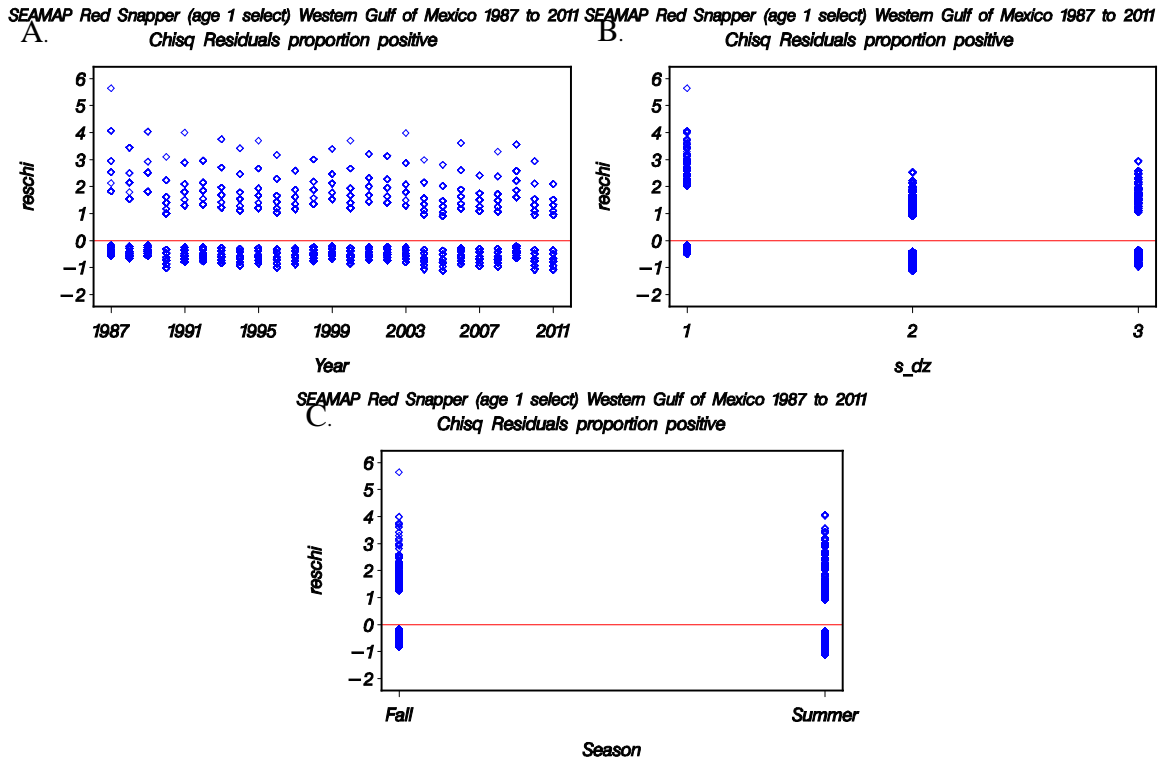 SEAMAP Red Snapper (age 1 select) Western Gulf of Mexico 1987 to 2011
A.
Chisq Residuals proportion positive
6
5
4
3
2
1
0
−1
−2
reschi
1987 1991 1995 1999 2003 2007 2011
Year
SEAMAP Red Snapper (age 1 select) Western Gulf of Mexico 1987 to 2011
B.
Chisq Residuals proportion positive
6
5
4
3
2
1
0
−1
−2
reschi
1 2 3
s_dz
SEAMAP Red Snapper (age 1 select) Western Gulf of Mexico 1987 to 2011
C.
Chisq Residuals proportion positive
6
5
4
3
2
1
0
−1
−2
reschi
Fall Summer
Season